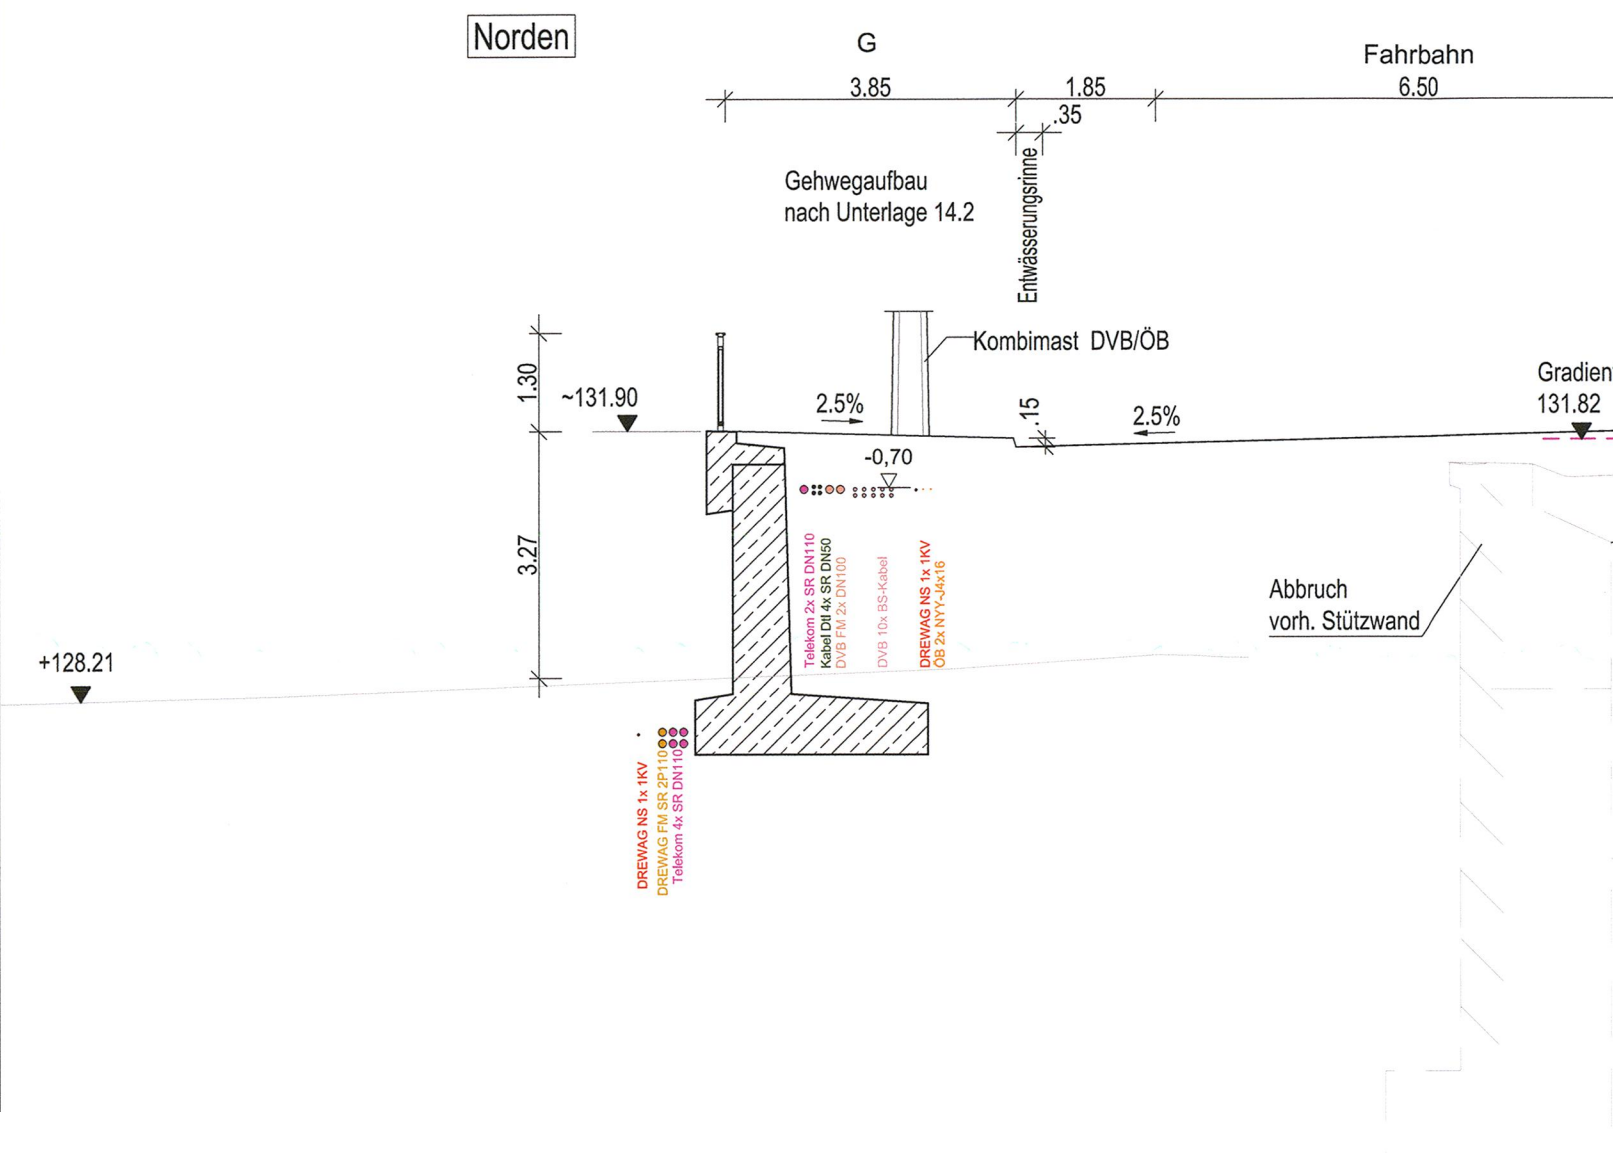 Norden
G
Fahrbahn
3.85
1.85
6.50
.35
Entwässerungsrinne
Gehwegaufbau
nach Unterlage 14.2
Kombimast DVB/ÖB
1.30
~131.90
2.5%
.15
2.5%
Gradien
131.82
-0,70
3.27
Telekom 2x SR DN110
Kabel Dtl 4x SR DN50
DVB FM 2x DN100
DVB 10x BS-Kabel
DREWAG NS 1x 1KV
ÖB 2x NYY-J4x16
Abbruch
vorh. Stützwand
+128.21
DREWAG NS 1x 1KV
DREWAG FM SR 2P110
Telekom 4x SR DN110